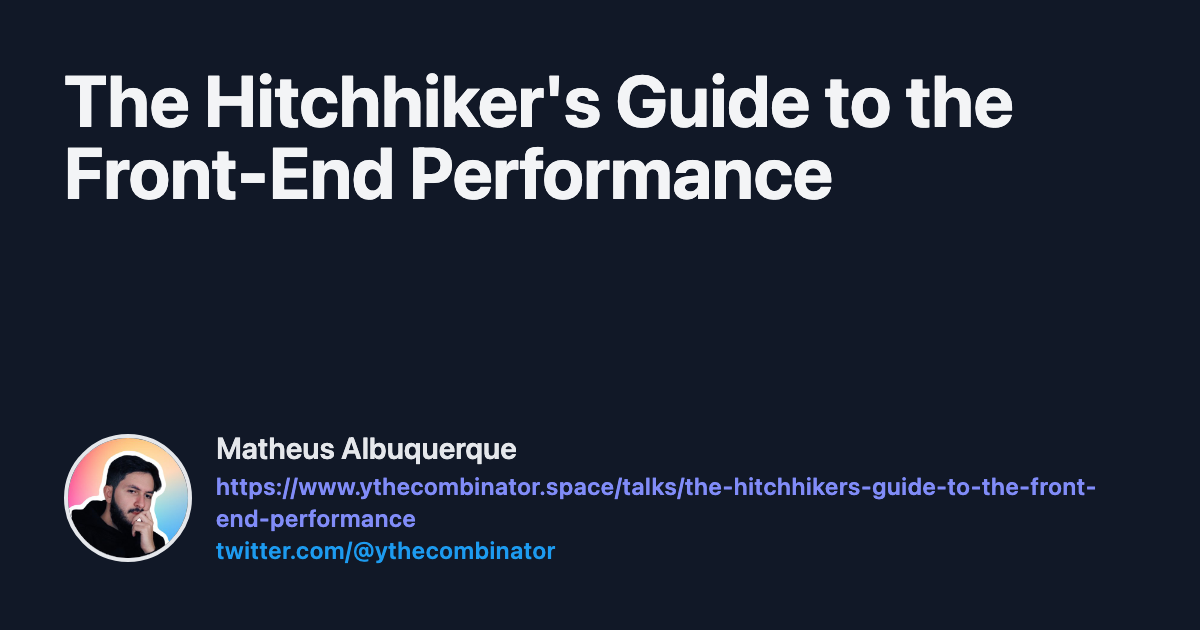 The Hitchhiker's Guide to the
Front-End Performance
Matheus Albuquerque
https://www.ythecombinator.space/talks/the-hitchhikers-guide-to-the-front-
end-performance
twitter.com/@ythecombinator